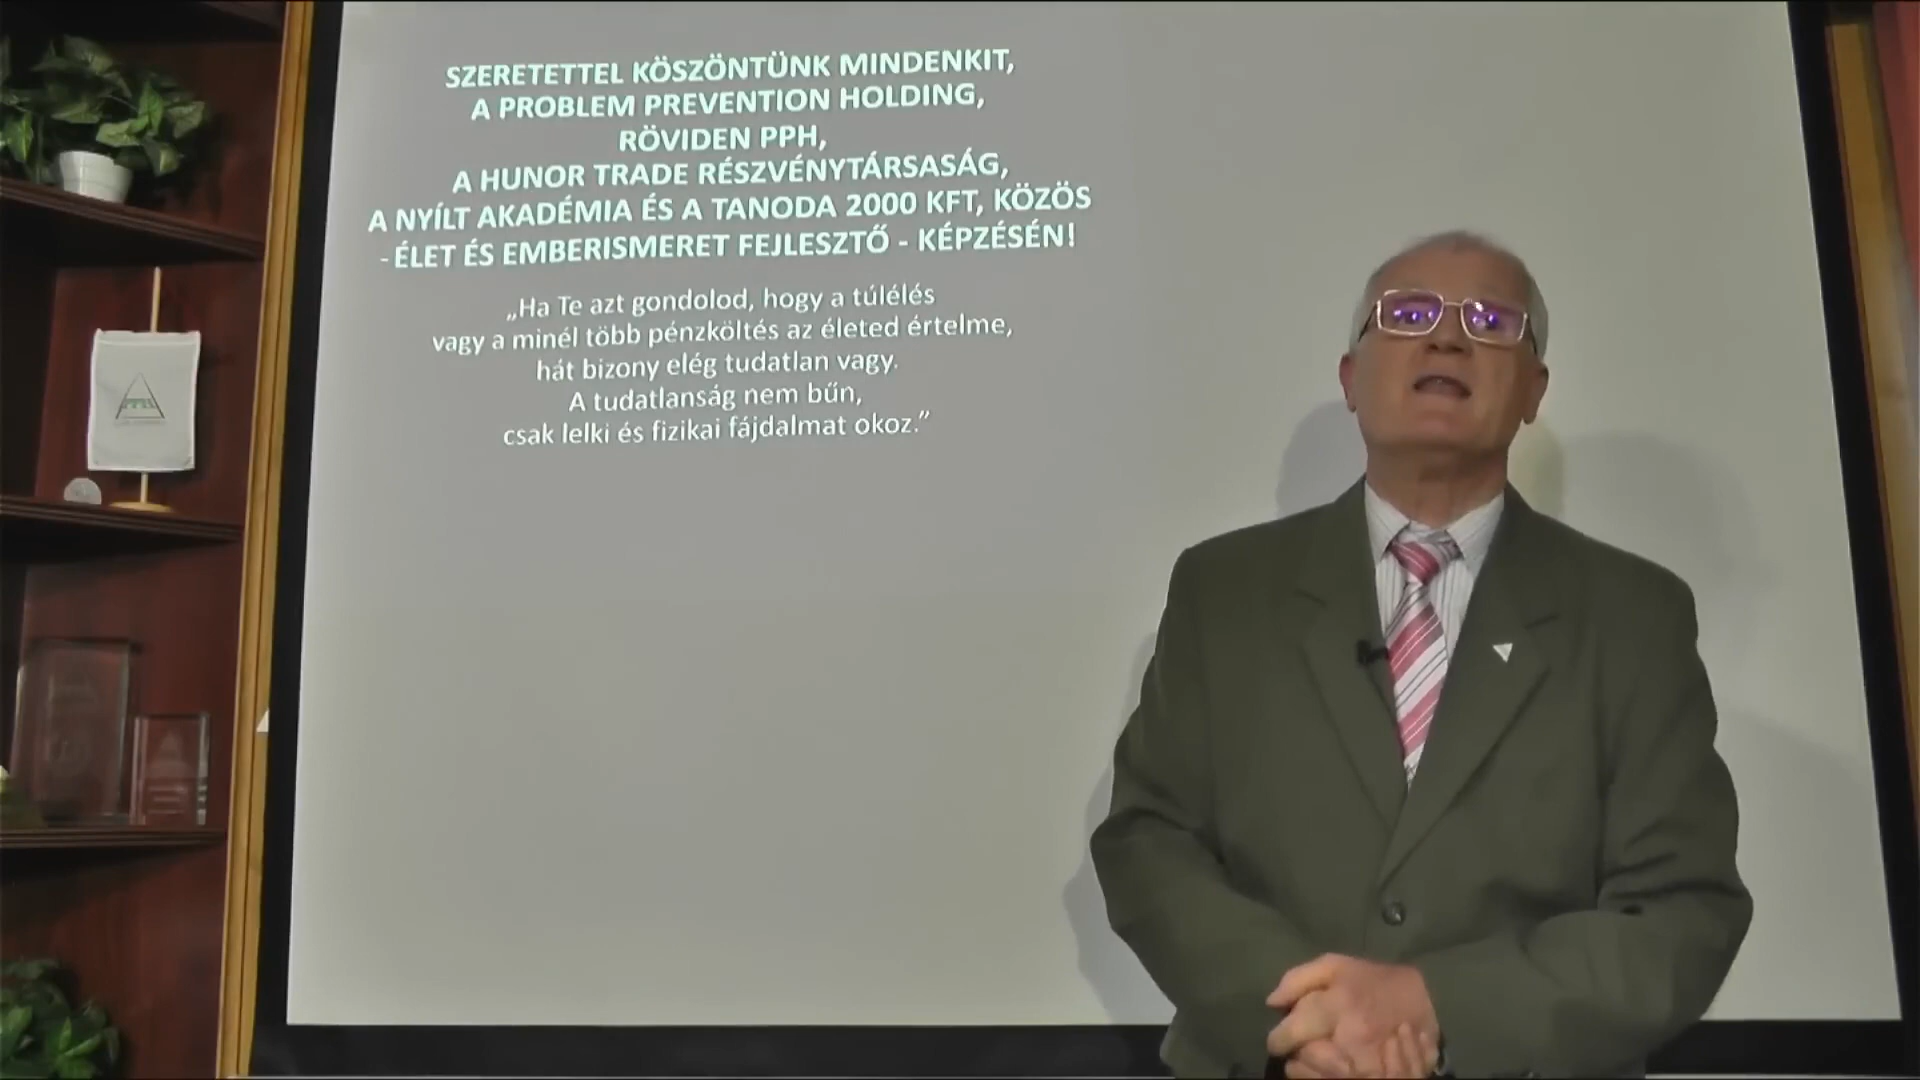 SZERETETTEL KÖSZÖNTÜNK MINDENKIT,
A PROBLEM PREVENTION HOLDING,
RÖVIDEN PPH,
A HUNOR TRADE RÉSZVÉNYTÁRSASÁG,
A NYÍLT AKADÉMIA ÉS A TANODA 2000 KFT, KÖZÖS
- ÉLET ÉS EMBERISMERET FEJLESZTŐ - KÉPZÉSÉN!
„Ha Te azt gondolod, hogy a túlélés
vagy a minél több pénzköltés az életed értelme,
hát bizony elég tudatlan vagy.
A tudatlanság nem bűn,
csak lelki és fizikai fájdalmat okoz.”